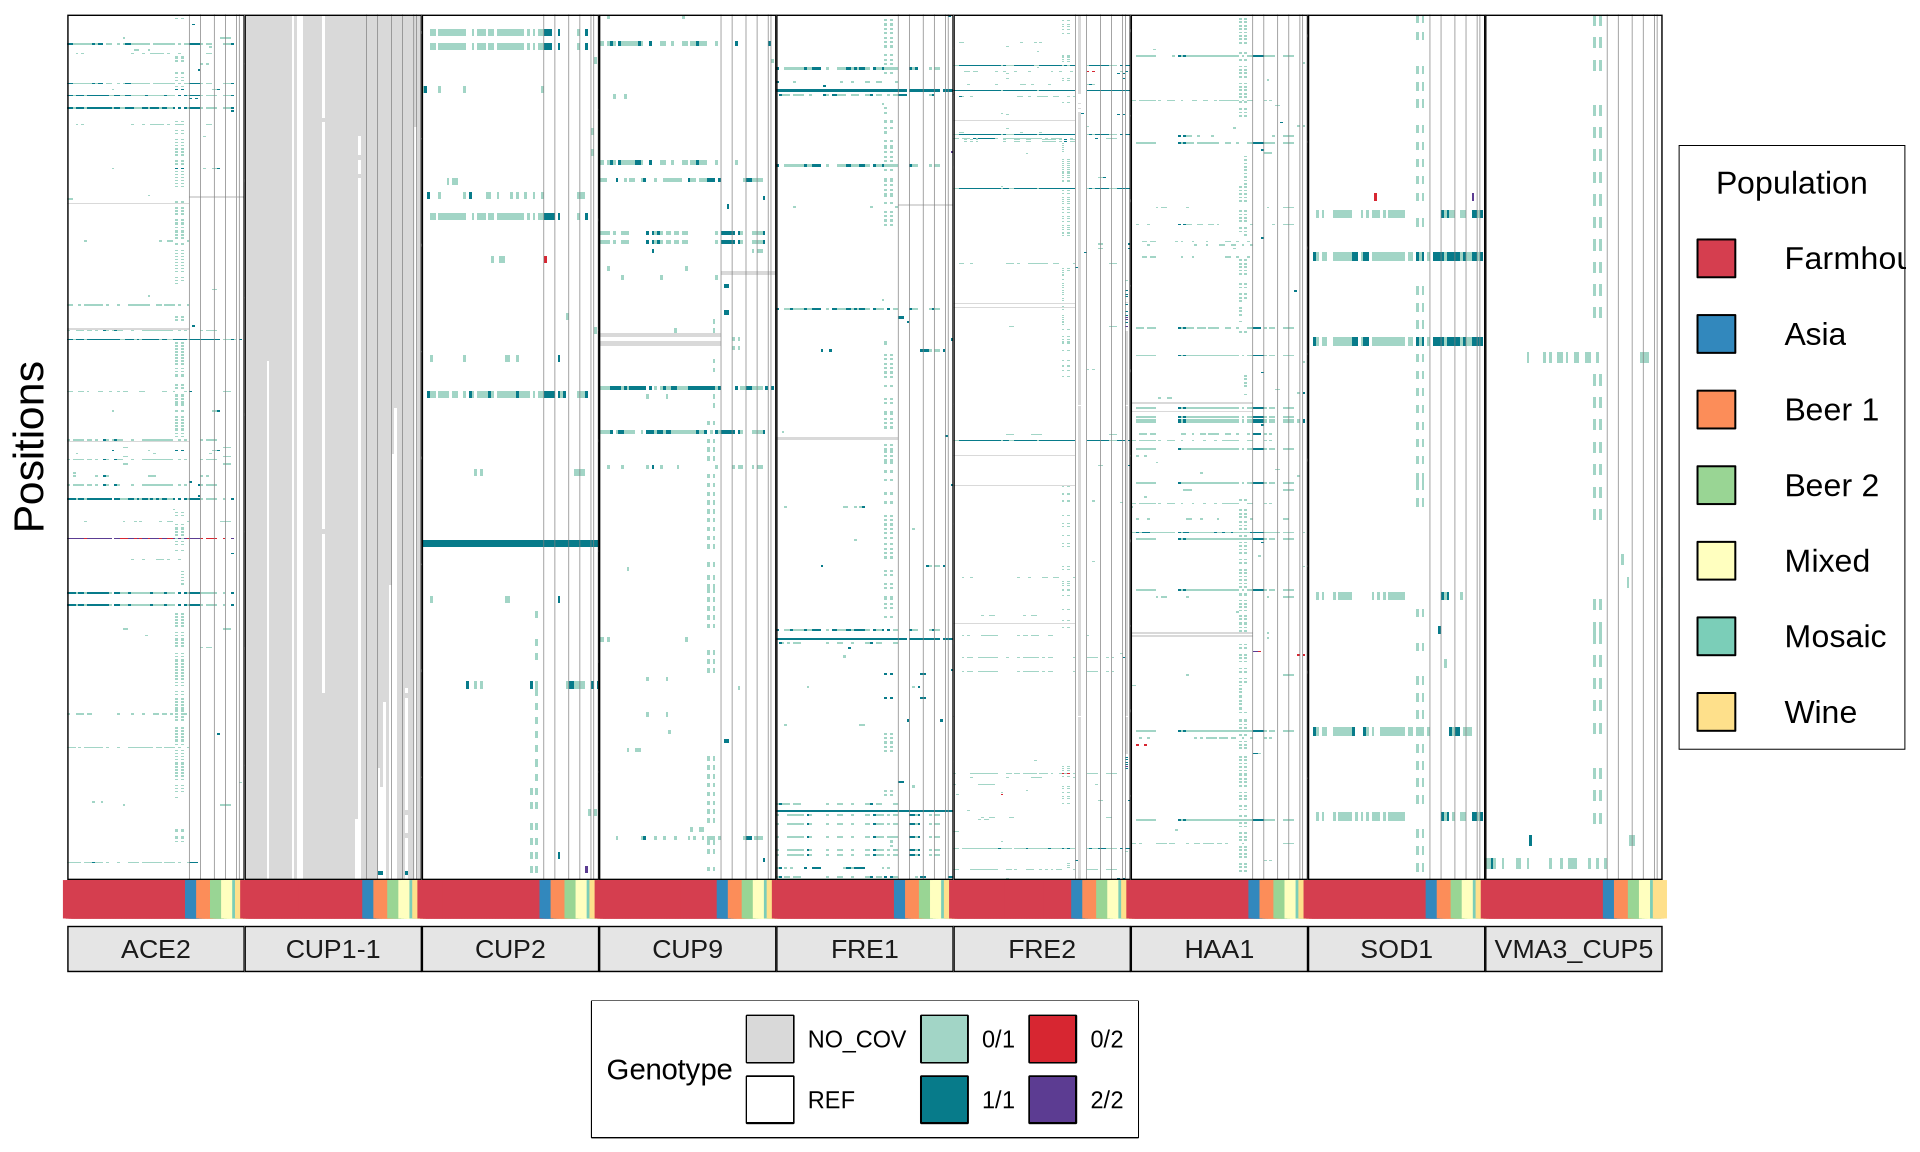 Positions
Population
Farmhou
Asia
Beer 1
Beer 2
Mixed
Mosaic
Wine
ACE2 CUP1-1 CUP2 CUP9 FRE1 FRE2 HAA1 SOD1 VMA3_CUP5
Genotype
NO_COV 0/1 0/2
REF 1/1 2/2